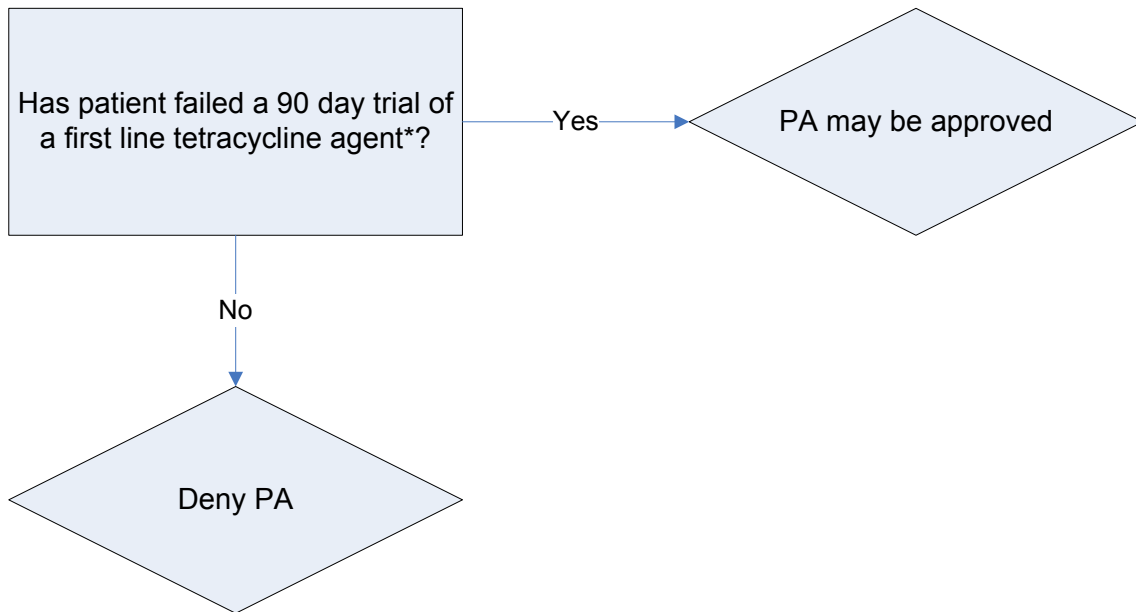 Has patient failed a 90 day trial of
a first line tetracycline agent*?
Yes
PA may be approved
No
Deny PA